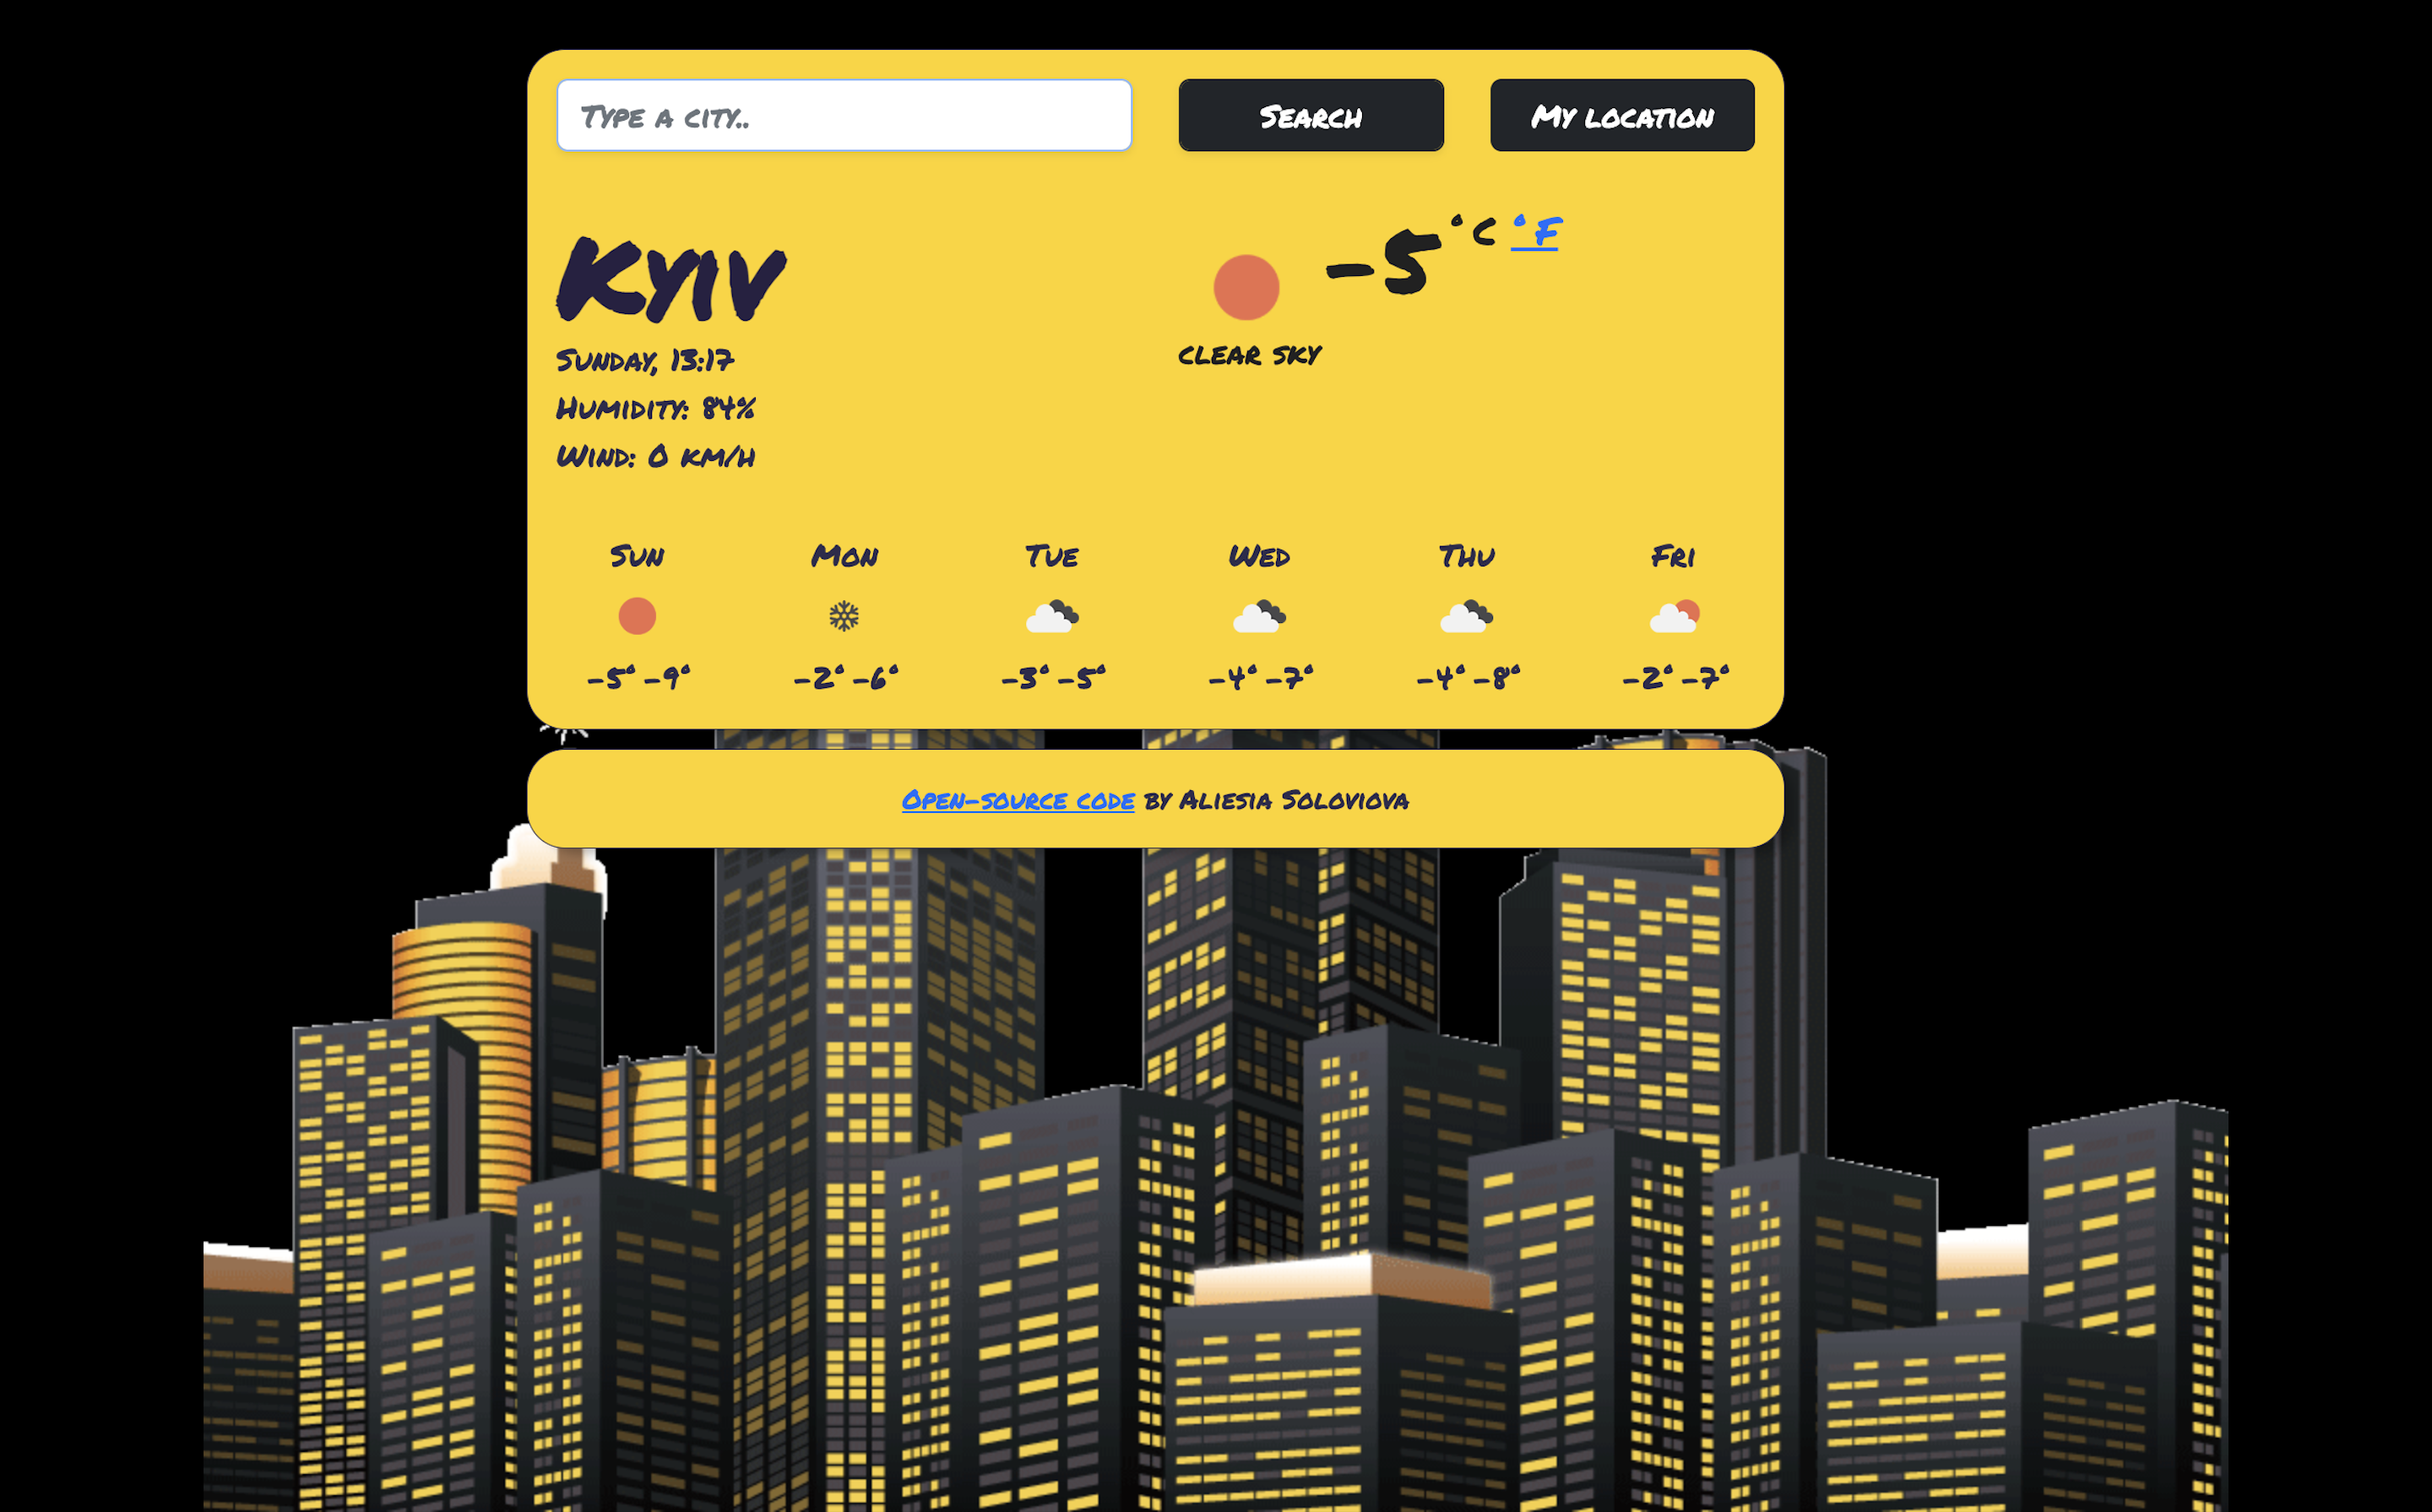 Type a city..
Search
My location
Kyiv
-5 °C °F
clear sky
Sunday, 13:17
Humidity: 84%
Wind: 0 km/h
Sun Mon Tue Wed Thu Fri
-5° -9° -2° -6° -3° -5° -4° -7° -4° -8° -2° -7°
Open-source code by Aliesia Soloviova